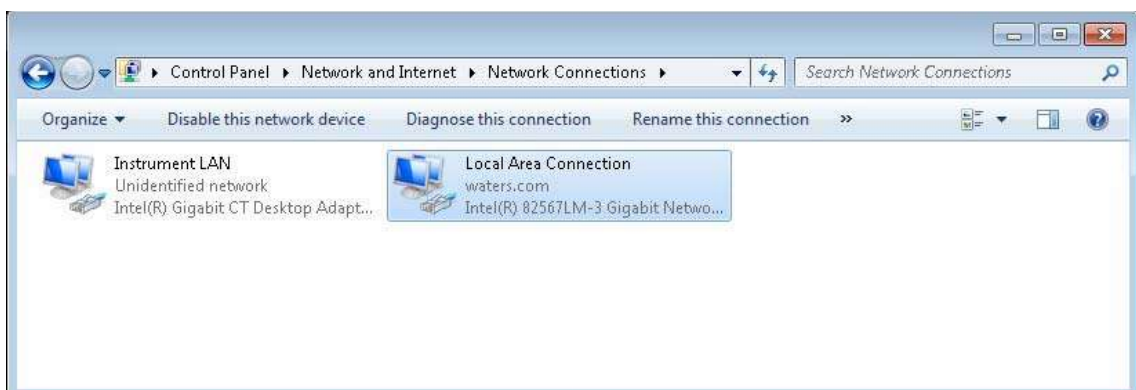 Control Panel ▸ Network and Internet ▸ Network Connections ▸
Search Network Connections
Organize ▾ Disable this network device Diagnose this connection Rename this connection »
Instrument LAN
Unidentified network
Intel(R) Gigabit CT Desktop Adapt...
Local Area Connection
waters.com
Intel(R) 82567LM-3 Gigabit Netwo...